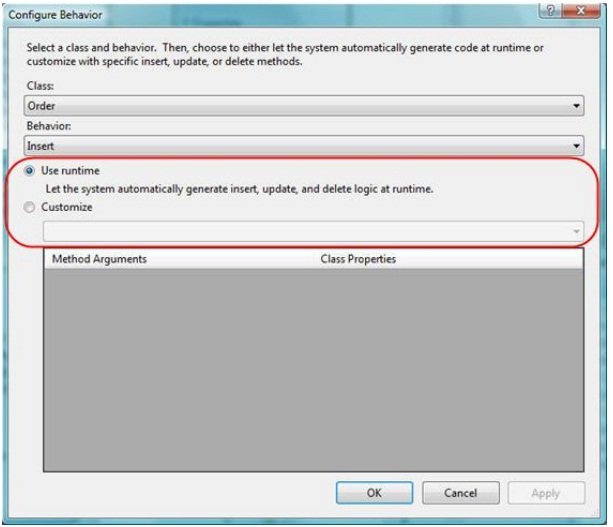 Configure Behavior
Select a class and behavior. Then, choose to either let the system automatically generate code at runtime or
customize with specific insert, update, or delete methods.
Class:
Order
Behavior:
Insert
Use runtime
Let the system automatically generate insert, update, and delete logic at runtime.
Customize
Method Arguments Class Properties
OK Cancel Apply